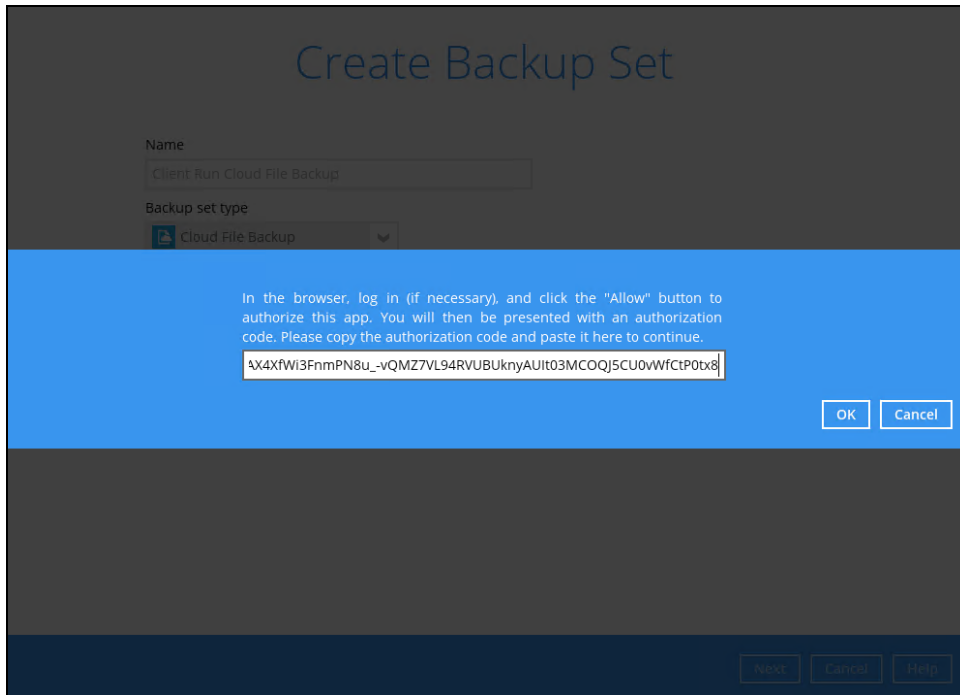 Create Backup Set
Name
Client Run Cloud File Backup
Backup set type
Cloud File Backup
In the browser, log in (if necessary), and click the "Allow" button to
authorize this app. You will then be presented with an authorization
code. Please copy the authorization code and paste it here to continue.
AX4XfWi3FnmPN8u_-vQMZ7VL94RVUBUknyAUIt03MCOQJ5CU0vWfCtP0tx8
OK Cancel
Next Cancel Help